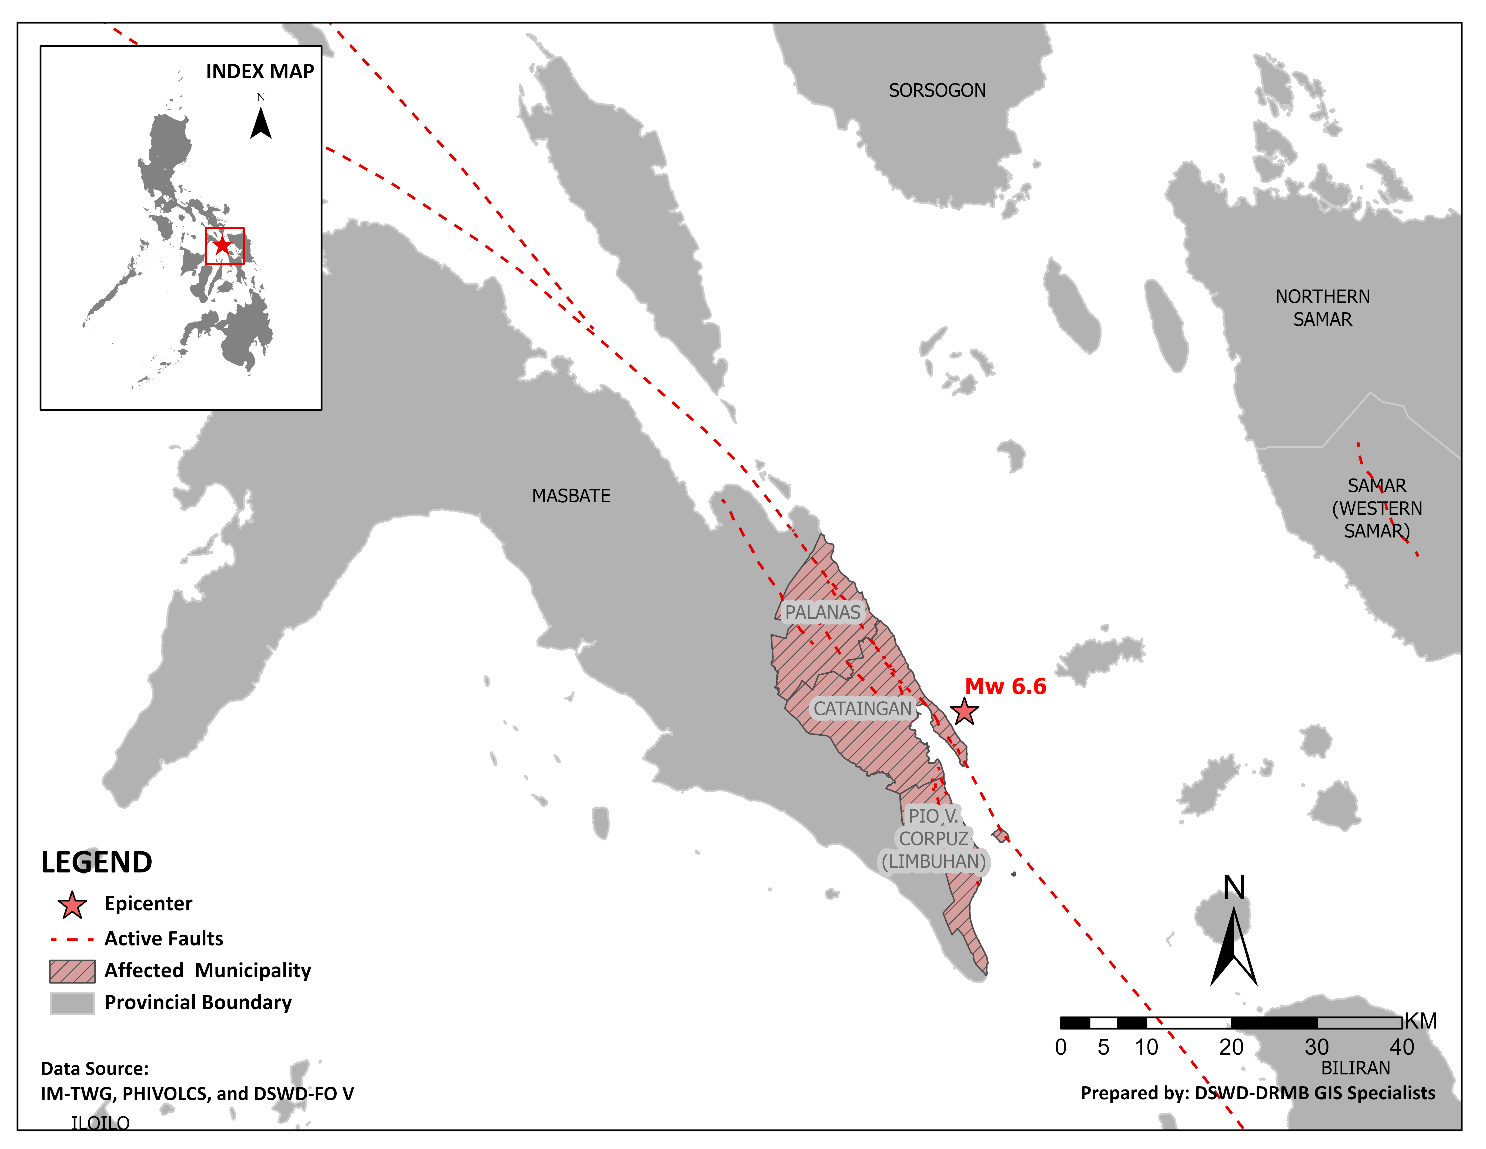 INDEX MAP
N
SORSOGON
NORTHERN
SAMAR
MASBATE
SAMAR
(WESTERN
SAMAR)
PALANAS
Mw 6.6
CATAINGAN
PIO V.
CORPUZ
(LIMBUHAN)
LEGEND
Epicenter
Active Faults
Affected Municipality
Provincial Boundary
N
KM
0 5 10 20 30 40
BILIRAN
Data Source:
IM-TWG, PHIVOLCS, and DSWD-FO V
Prepared by: DSWD-DRMB GIS Specialists
ILOILO